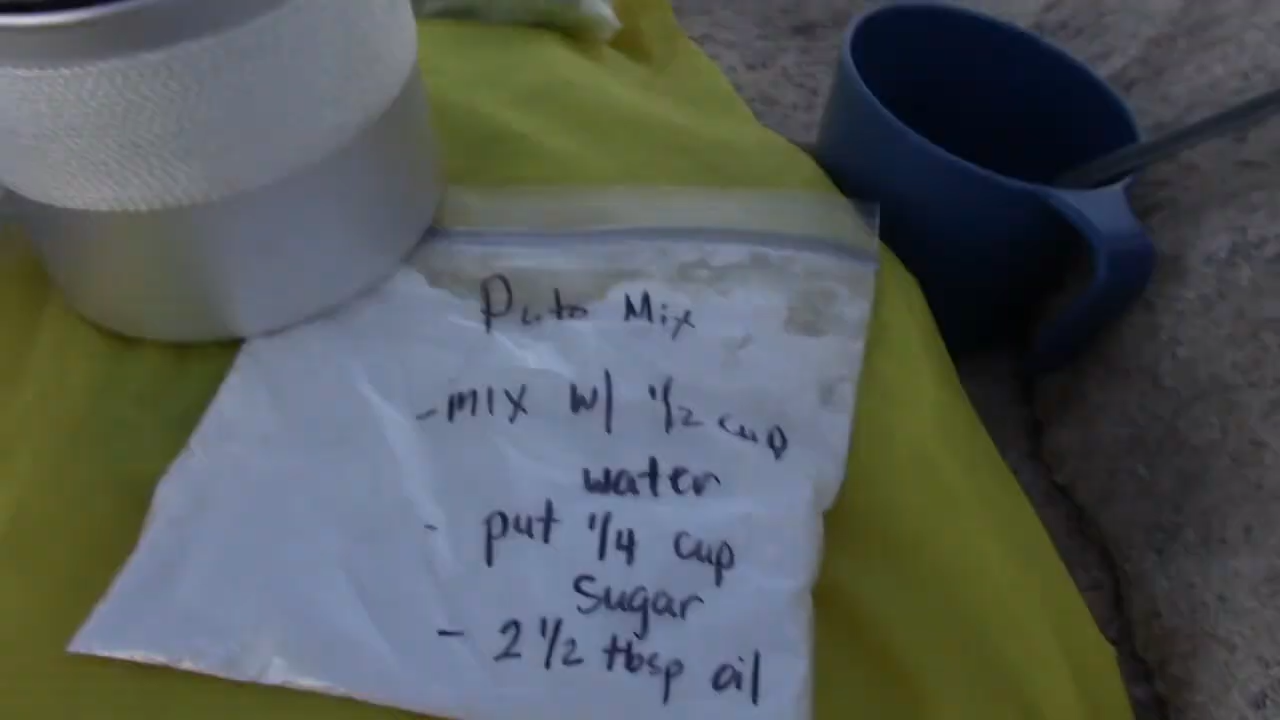 Puto Mix
- MIX W/ 1/2 cup
water
- put 1/4 cup
Sugar
- 2 1/2 tbsp oil